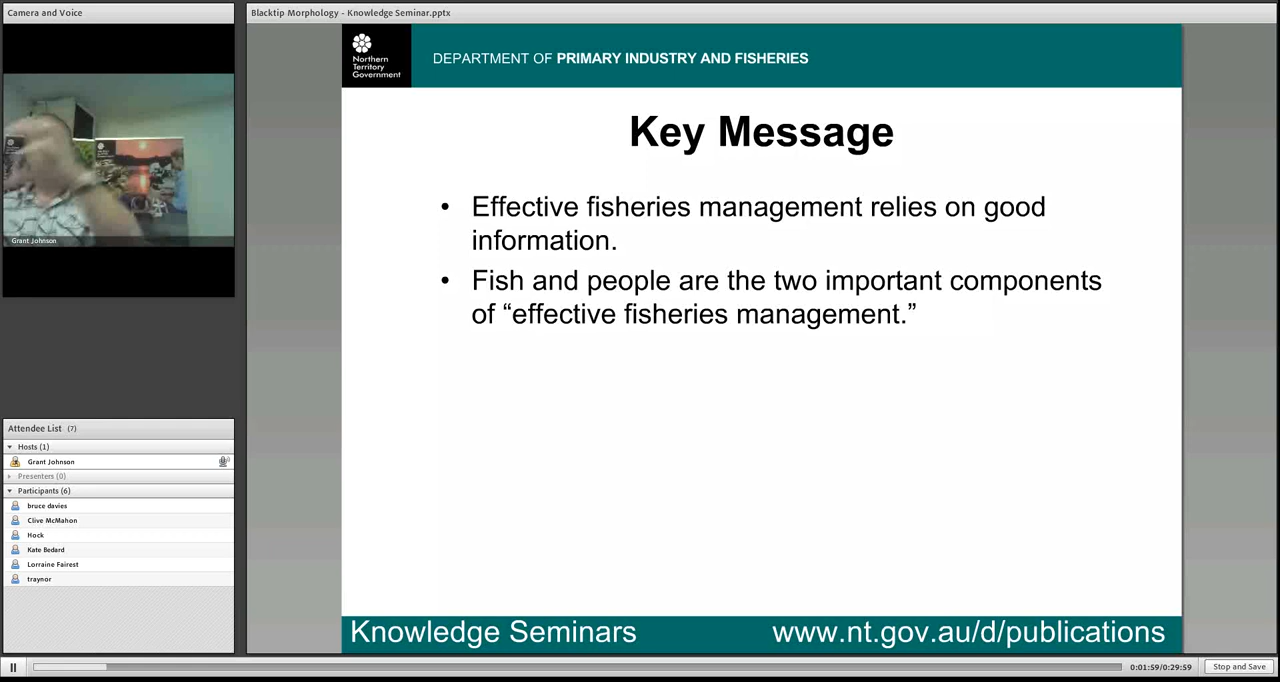 Camera and Voice
Grant Johnson
Attendee List (7)
Hosts (1)
Grant Johnson
Presenters (0)
Participants (6)
bruce davies
Clive McMahon
Hock
Kate Bedard
Lorraine Fairest
traynor
Blacktip Morphology - Knowledge Seminar.pptx
Northern
Territory
Government
DEPARTMENT OF PRIMARY INDUSTRY AND FISHERIES
Key Message
• Effective fisheries management relies on good
information.
• Fish and people are the two important components
of “effective fisheries management.”
Knowledge Seminars www.nt.gov.au/d/publications
0:01:59/0:29:59 Stop and Save